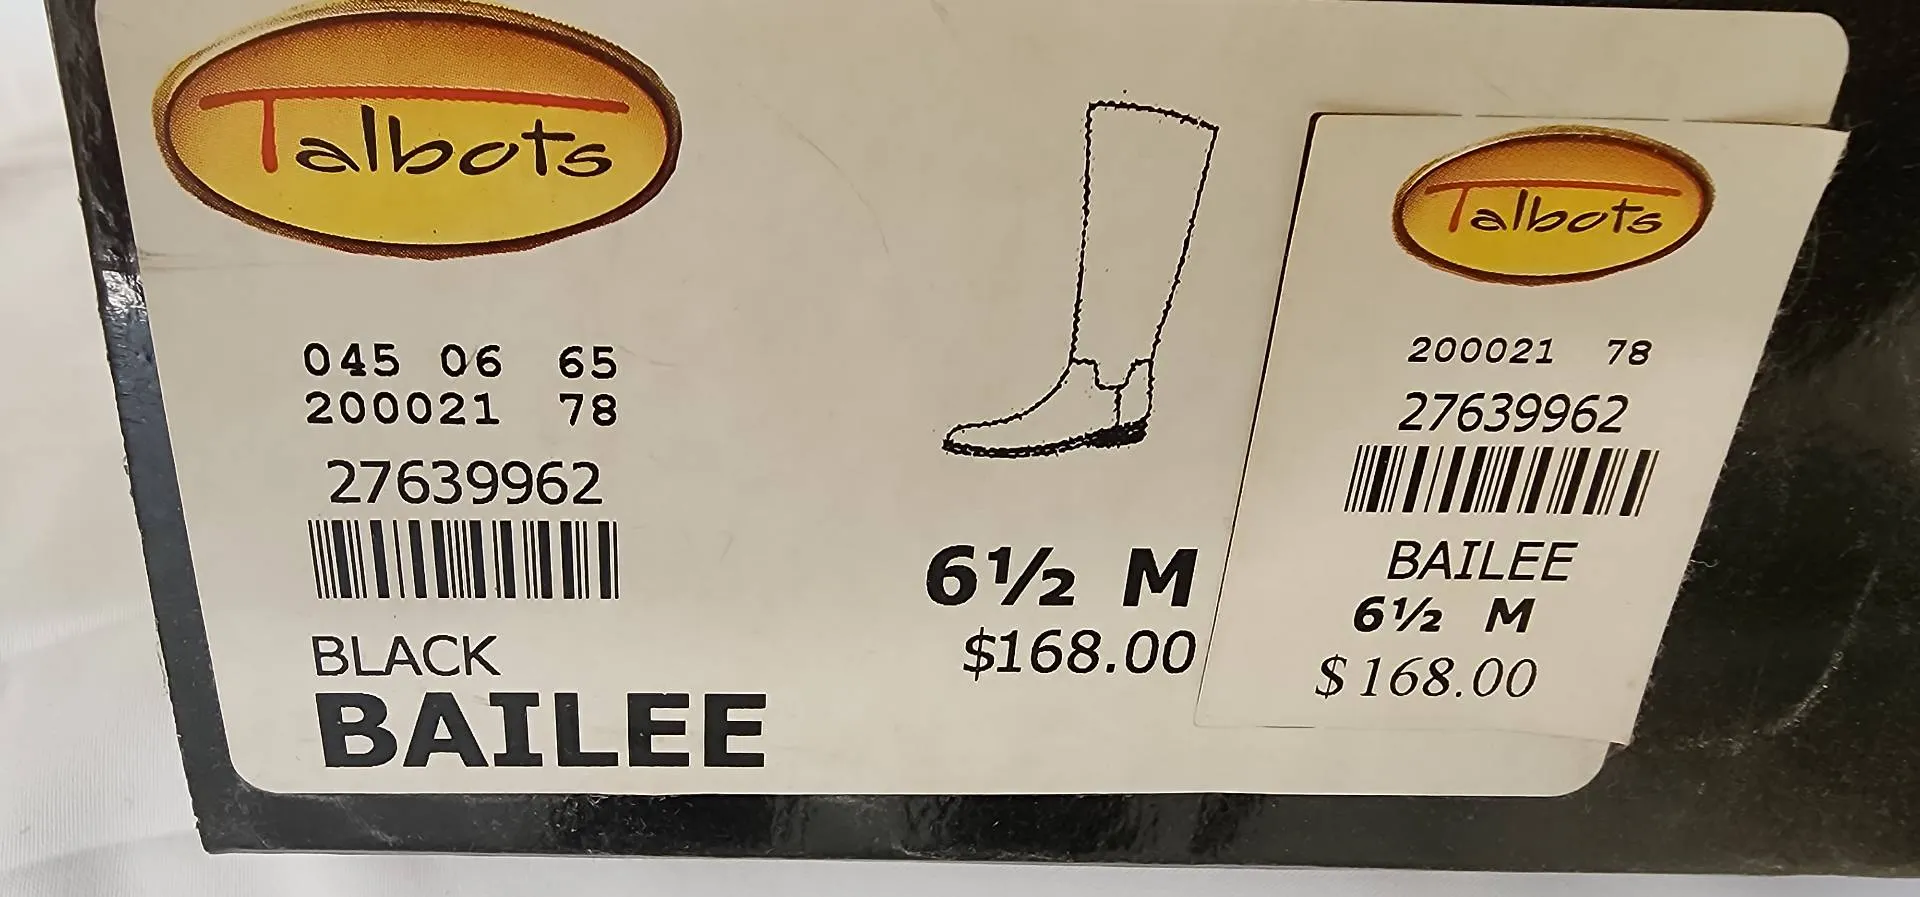 Talbots
045 06 65
200021 78
27639962
BLACK
BAILEE
6½ M
$168.00
Talbots
200021 78
27639962
BAILEE
6½ M
$168.00